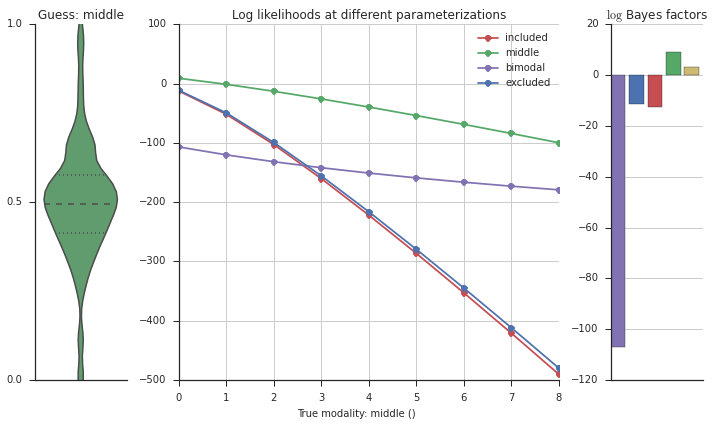 Guess: middle
1.0
0.5
0.0
Log likelihoods at different parameterizations
100
0
−100
−200
−300
−400
−500
included
middle
bimodal
excluded
0 1 2 3 4 5 6 7 8
True modality: middle ()
log Bayes factors
20
0
−20
−40
−60
−80
−100
−120